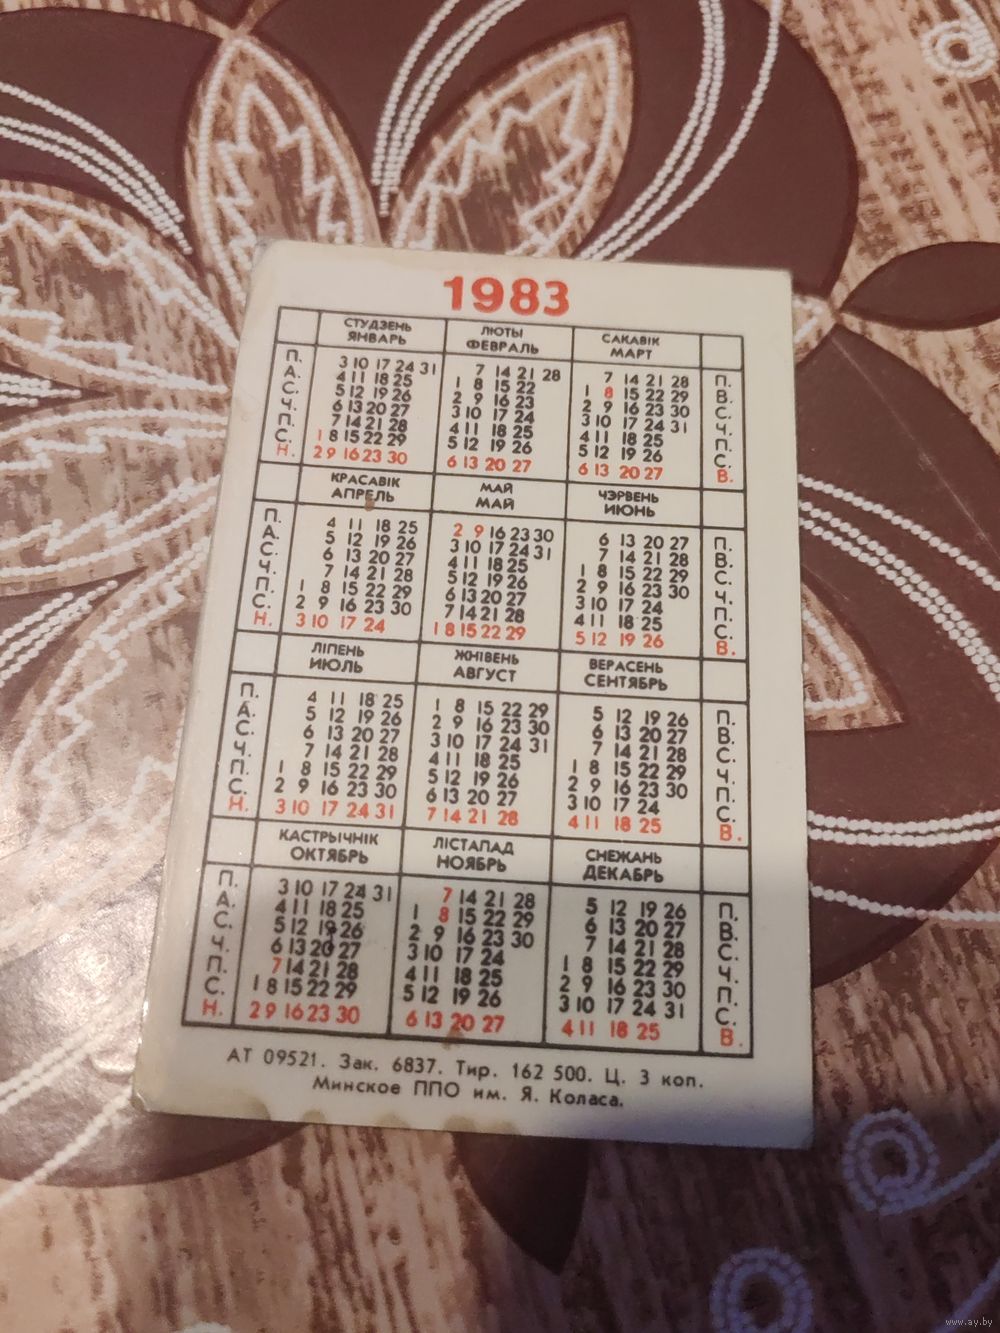 1983
СТУДЗЕНЬ ЛЮТЫ САКАВІК
ЯНВАРЬ ФЕВРАЛЬ МАРТ
П. 3 10 17 24 31 7 14 21 28 7 14 21 28 П.
А. 4 11 18 25 1 8 15 22 1 8 15 22 29 В.
С. 5 12 19 26 2 9 16 23 2 9 16 23 30 С.
Ч. 6 13 20 27 3 10 17 24 3 10 17 24 31 Ч.
П. 7 14 21 28 4 11 18 25 4 11 18 25 П.
С. 1 8 15 22 29 5 12 19 26 5 12 19 26 С.
Н. 2 9 16 23 30 6 13 20 27 6 13 20 27 В.
КРАСАВІК МАЙ ЧЭРВЕНЬ
АПРЕЛЬ МАЙ ИЮНЬ
П. 4 11 18 25 2 9 16 23 30 6 13 20 27 П.
А. 5 12 19 26 3 10 17 24 31 7 14 21 28 В.
С. 6 13 20 27 4 11 18 25 1 8 15 22 29 С.
Ч. 7 14 21 28 5 12 19 26 2 9 16 23 30 Ч.
П. 1 8 15 22 29 6 13 20 27 3 10 17 24 П.
С. 2 9 16 23 30 7 14 21 28 4 11 18 25 С.
Н. 3 10 17 24 1 8 15 22 29 5 12 19 26 В.
ЛІПЕНЬ ЖНІВЕНЬ ВЕРАСЕНЬ
ИЮЛЬ АВГУСТ СЕНТЯБРЬ
П. 4 11 18 25 1 8 15 22 29 5 12 19 26 П.
А. 5 12 19 26 2 9 16 23 30 6 13 20 27 В.
С. 6 13 20 27 3 10 17 24 31 7 14 21 28 С.
Ч. 7 14 21 28 4 11 18 25 1 8 15 22 29 Ч.
П. 1 8 15 22 29 5 12 19 26 2 9 16 23 30 П.
С. 2 9 16 23 30 6 13 20 27 3 10 17 24 С.
Н. 3 10 17 24 31 7 14 21 28 4 11 18 25 В.
КАСТРЫЧНІК ЛІСТАПАД СНЕЖАНЬ
ОКТЯБРЬ НОЯБРЬ ДЕКАБРЬ
П. 3 10 17 24 31 7 14 21 28 5 12 19 26 П.
А. 4 11 18 25 1 8 15 22 29 6 13 20 27 В.
С. 5 12 19 26 2 9 16 23 30 7 14 21 28 С.
Ч. 6 13 20 27 3 10 17 24 1 8 15 22 29 Ч.
П. 7 14 21 28 4 11 18 25 2 9 16 23 30 П.
С. 1 8 15 22 29 5 12 19 26 3 10 17 24 31 С.
Н. 2 9 16 23 30 6 13 20 27 4 11 18 25 В.
АТ 09521. Зак. 6837. Тир. 162 500. Ц. 3 коп.
Минское ППО им. Я. Коласа.
www.ay.by